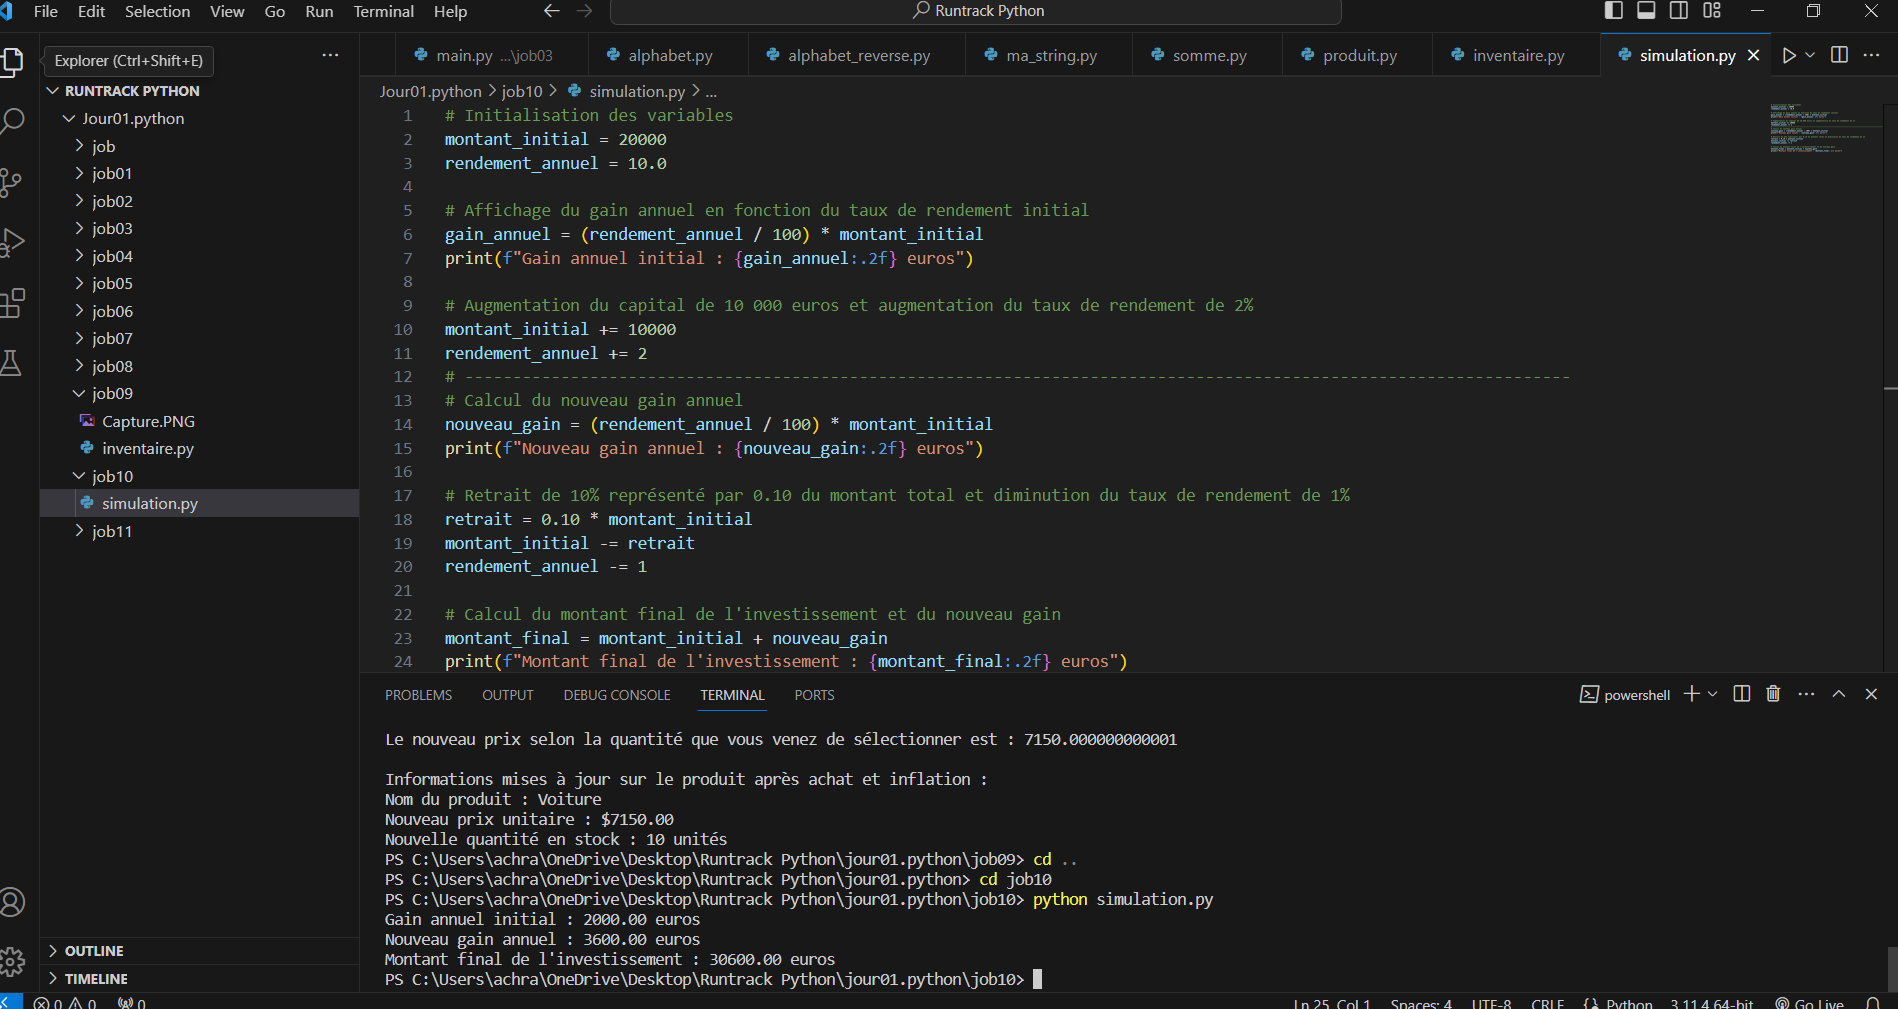 File Edit Selection View Go Run Terminal Help
Runtrack Python
Explorer (Ctrl+Shift+E)
RUNTRACK PYTHON
Jour01.python
job
job01
job02
job03
job04
job05
job06
job07
job08
job09
Capture.PNG
inventaire.py
job10
simulation.py
job11
OUTLINE
TIMELINE
main.py ...\job03
alphabet.py
alphabet_reverse.py
ma_string.py
somme.py
produit.py
inventaire.py
simulation.py
Jour01.python > job10 > simulation.py > ...
1 # Initialisation des variables
2 montant_initial = 20000
3 rendement_annuel = 10.0
4
5 # Affichage du gain annuel en fonction du taux de rendement initial
6 gain_annuel = (rendement_annuel / 100) * montant_initial
7 print(f"Gain annuel initial : {gain_annuel:.2f} euros")
8
9 # Augmentation du capital de 10 000 euros et augmentation du taux de rendement de 2%
10 montant_initial += 10000
11 rendement_annuel += 2
12 # -------------------------------------------------------------------------------------------------------------------
13 # Calcul du nouveau gain annuel
14 nouveau_gain = (rendement_annuel / 100) * montant_initial
15 print(f"Nouveau gain annuel : {nouveau_gain:.2f} euros")
16
17 # Retrait de 10% représenté par 0.10 du montant total et diminution du taux de rendement de 1%
18 retrait = 0.10 * montant_initial
19 montant_initial -= retrait
20 rendement_annuel -= 1
21
22 # Calcul du montant final de l'investissement et du nouveau gain
23 montant_final = montant_initial + nouveau_gain
24 print(f"Montant final de l'investissement : {montant_final:.2f} euros")
PROBLEMS OUTPUT DEBUG CONSOLE TERMINAL PORTS
powershell
Le nouveau prix selon la quantité que vous venez de sélectionner est : 7150.000000000001
Informations mises à jour sur le produit après achat et inflation :
Nom du produit : Voiture
Nouveau prix unitaire : $7150.00
Nouvelle quantité en stock : 10 unités
PS C:\Users\achra\OneDrive\Desktop\Runtrack Python\jour01.python\job09> cd ..
PS C:\Users\achra\OneDrive\Desktop\Runtrack Python\jour01.python> cd job10
PS C:\Users\achra\OneDrive\Desktop\Runtrack Python\jour01.python\job10> python simulation.py
Gain annuel initial : 2000.00 euros
Nouveau gain annuel : 3600.00 euros
Montant final de l'investissement : 30600.00 euros
PS C:\Users\achra\OneDrive\Desktop\Runtrack Python\jour01.python\job10>
0 0 0 Ln 25, Col 1 Spaces: 4 UTF-8 CRLF Python 3.11.4 64-bit Go Live